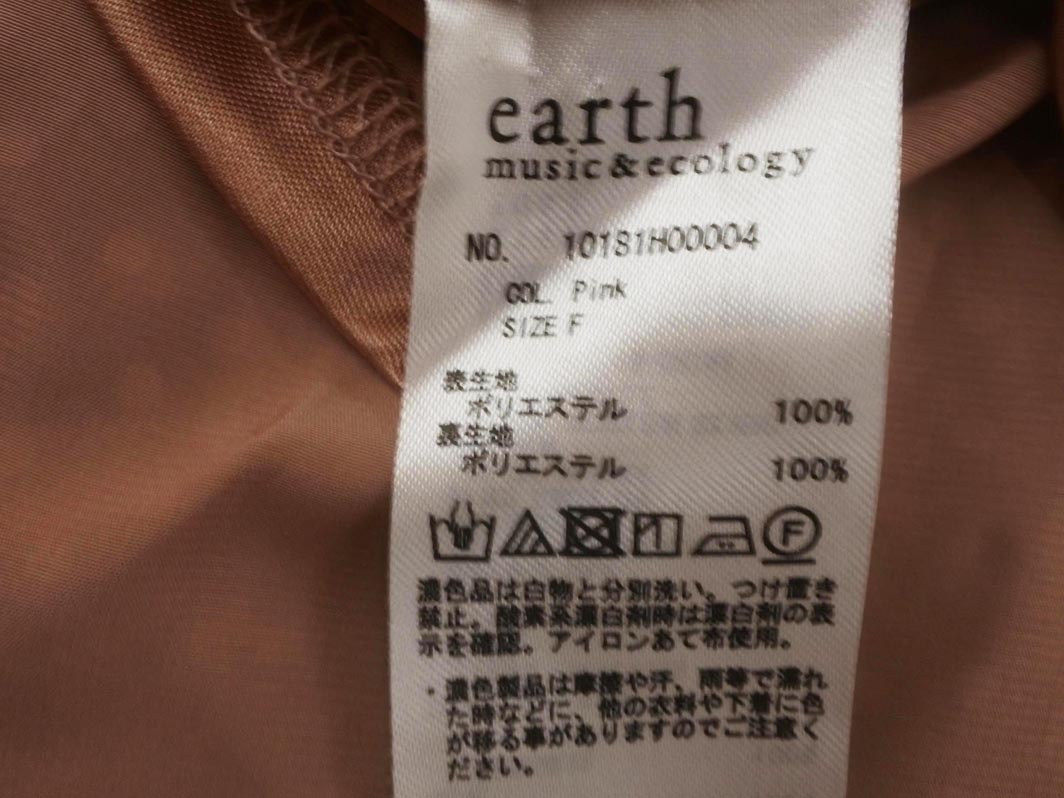 earth
music&ecology
NO. 10181H00004
COL. Pink
SIZE F
表生地
ポリエステル 100%
裏生地
ポリエステル 100%
F
濃色品は白物と分別洗い。つけ置き
禁止。酸素系漂白剤時は漂白剤の表
示を確認。アイロンあて布使用。
・濃色製品は摩擦や汗、雨等で濡れ
た時などに、他の衣料や下着に色
が移る事がありますのでご注意く
ださい。